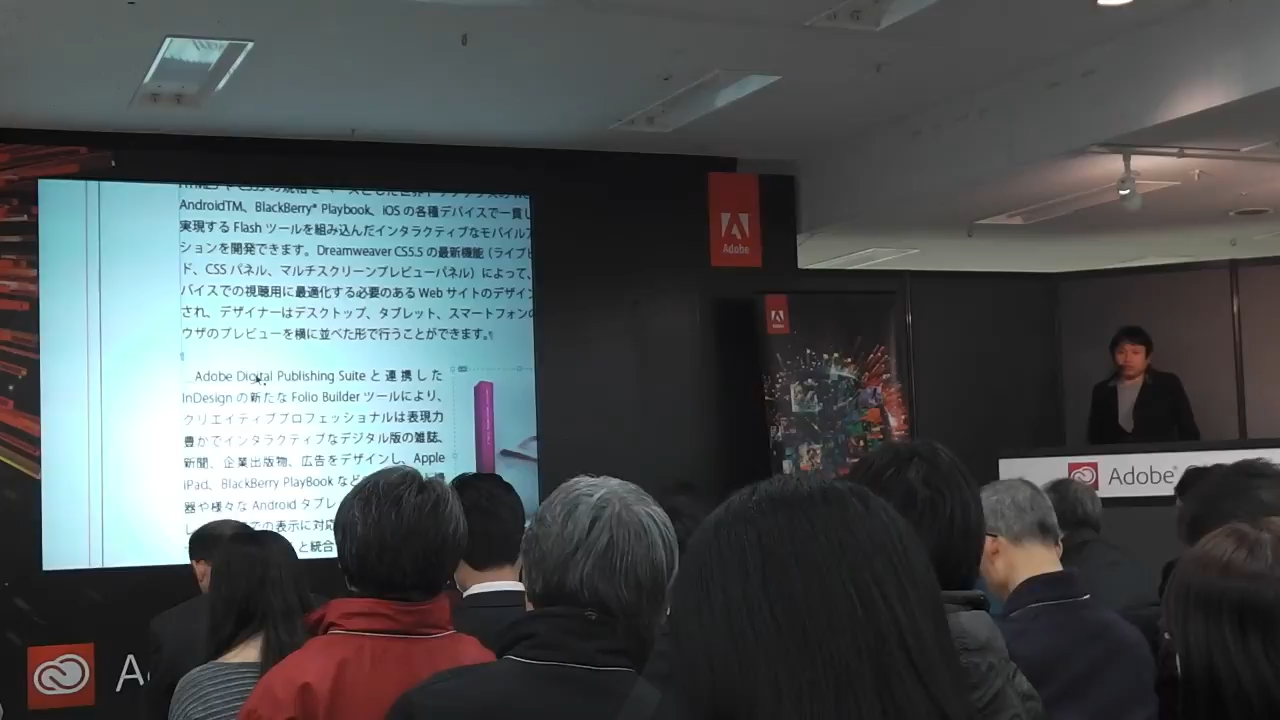 AndroidTM、BlackBerry® Playbook、iOS の各種デバイスで一貫し
実現する Flash ツールを組み込んだインタラクティブなモバイルア
ションを開発できます。Dreamweaver CS5.5 の最新機能（ライブビ
ド、CSS パネル、マルチスクリーンプレビューパネル）によって、
バイスでの視聴用に最適化する必要のある Web サイトのデザイン
され、デザイナーはデスクトップ、タブレット、スマートフォンの
ウザのプレビューを横に並べた形で行うことができます。
Adobe Digital Publishing Suite と連携した
InDesign の新たな Folio Builder ツールにより、
クリエイティブプロフェッショナルは表現力
豊かでインタラクティブなデジタル版の雑誌、
新聞、企業出版物、広告をデザインし、Apple
iPad、BlackBerry PlayBook など
器や様々な Android タブレ
での表示に対応
と統合
Adobe
Adobe
Adobe®
A